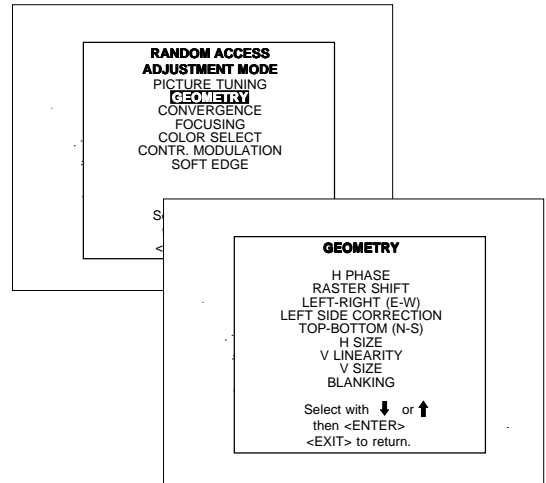 RANDOM ACCESS
ADJUSTMENT MODE
PICTURE TUNING
GEOMETRY
CONVERGENCE
FOCUSING
COLOR SELECT
CONTR. MODULATION
SOFT EDGE
<
GEOMETRY
H PHASE
RASTER SHIFT
LEFT-RIGHT (E-W)
LEFT SIDE CORRECTION
TOP-BOTTOM (N-S)
H SIZE
V LINEARITY
V SIZE
BLANKING
Select with ⬇ or ⬆
then <ENTER>
<EXIT> to return.